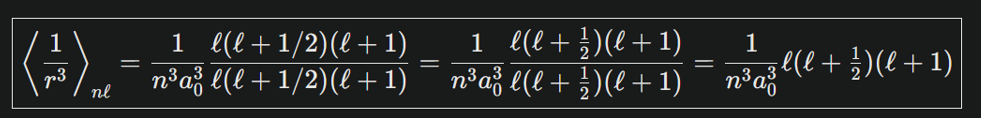 ⟨1/r³⟩ₙℓ = 1/(n³a₀³) ℓ(ℓ + 1/2)(ℓ + 1)/(ℓ(ℓ + 1/2)(ℓ + 1)) = 1/(n³a₀³) ℓ(ℓ + ½)(ℓ + 1)/(ℓ(ℓ + ½)(ℓ + 1)) = 1/(n³a₀³) ℓ(ℓ + ½)(ℓ + 1)